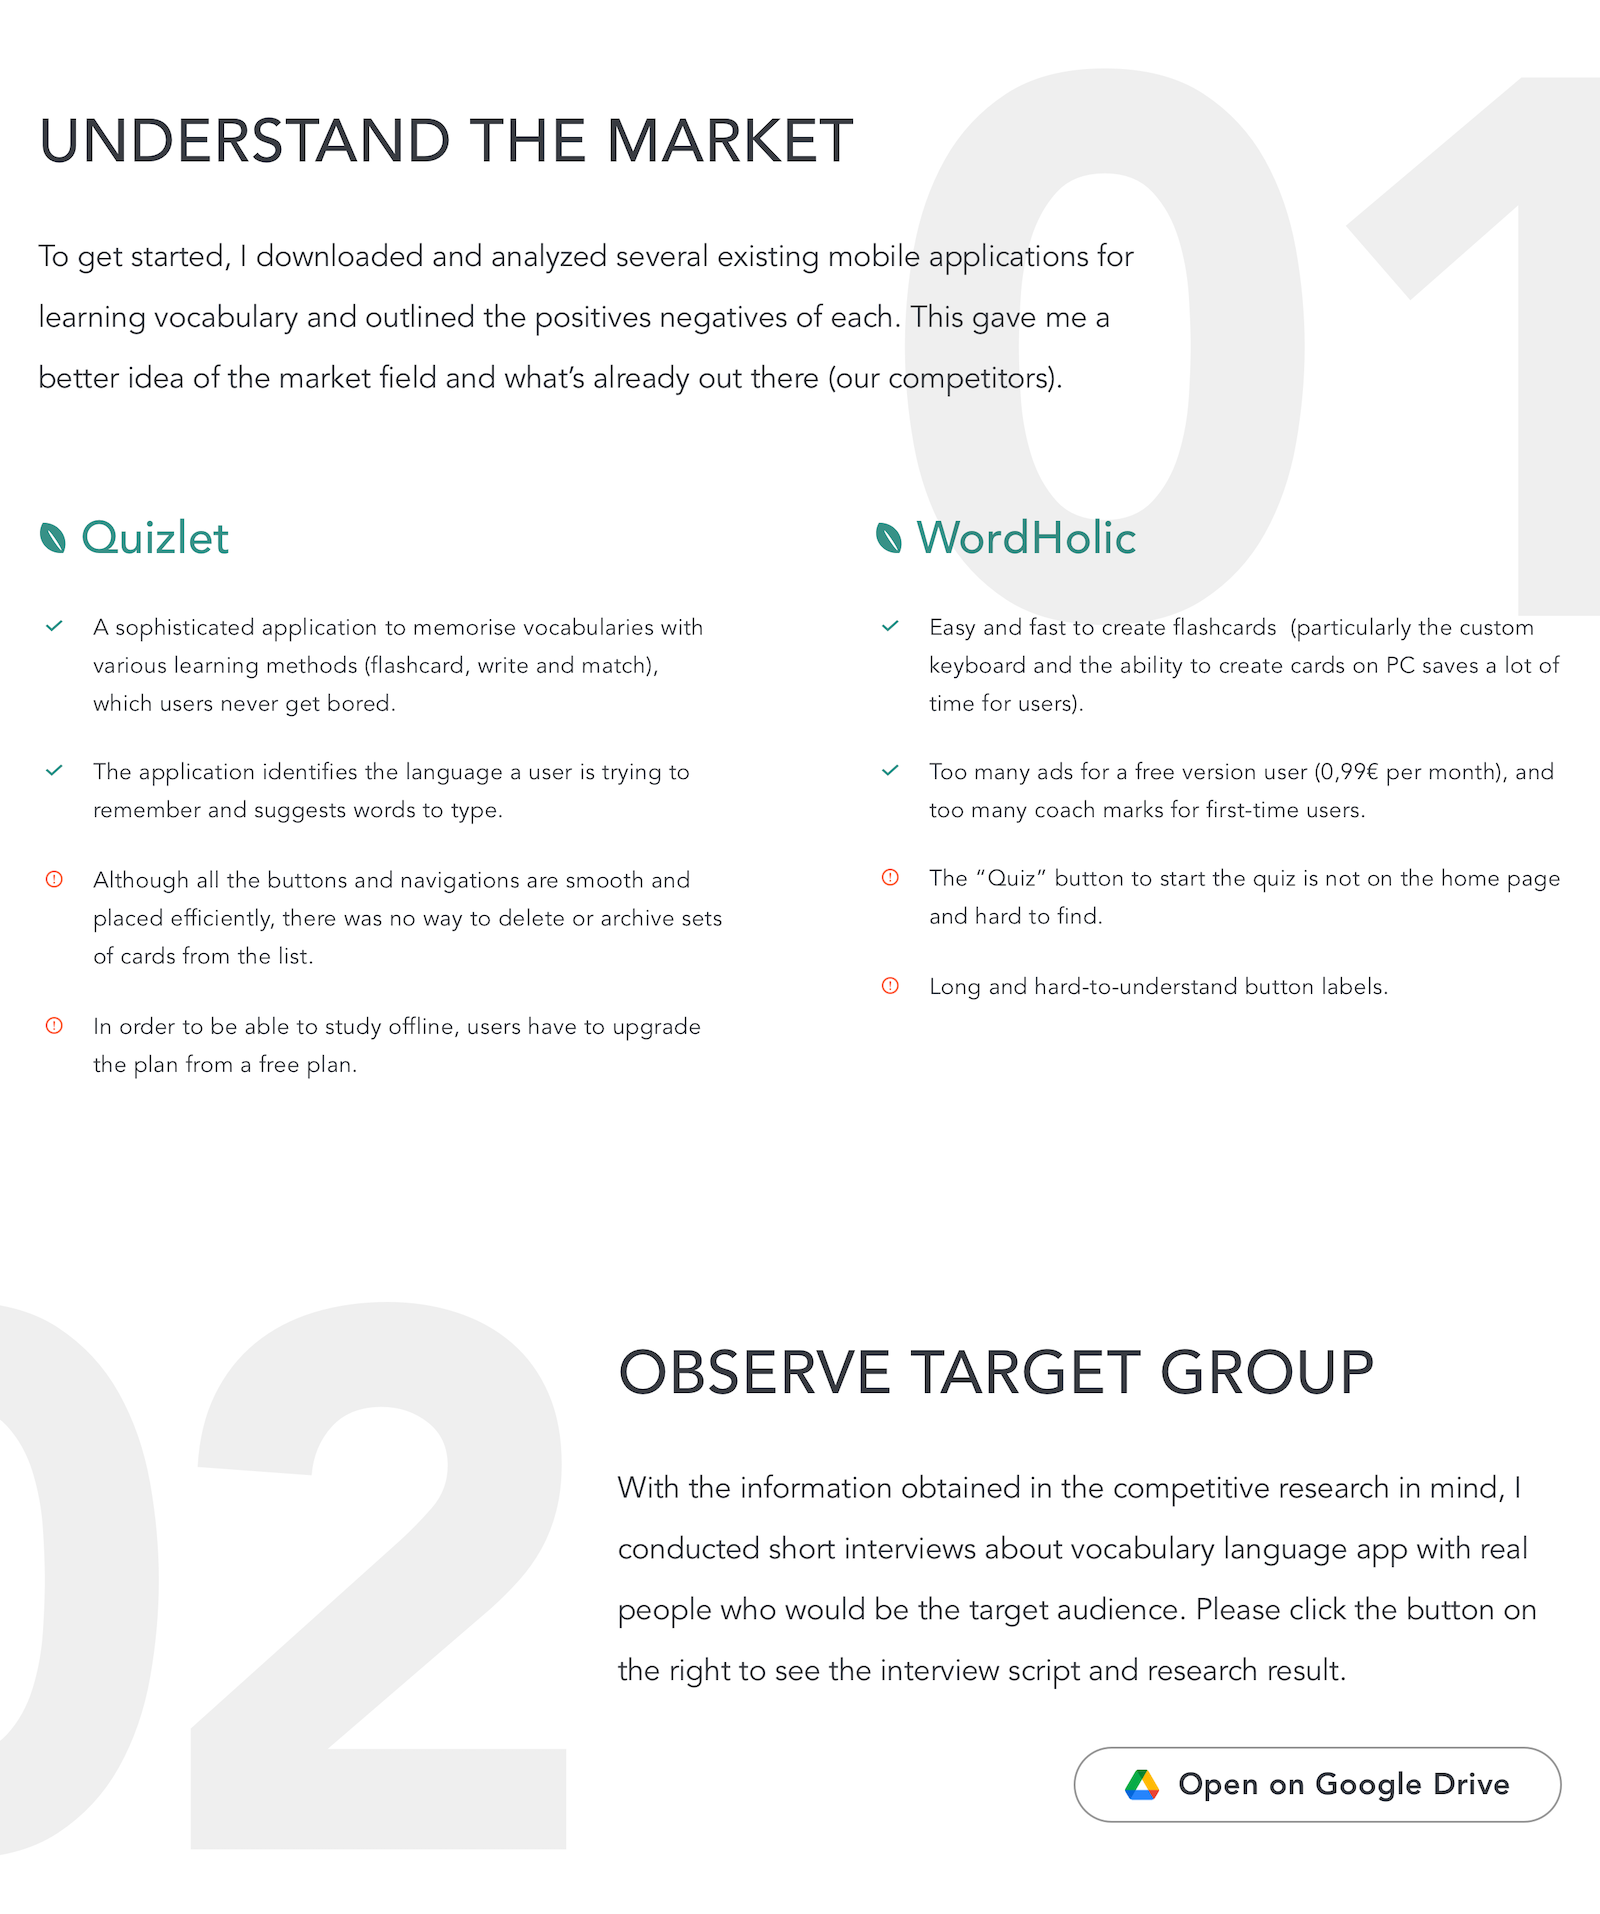 01
UNDERSTAND THE MARKET
To get started, I downloaded and analyzed several existing mobile applications for
learning vocabulary and outlined the positives negatives of each. This gave me a
better idea of the market field and what’s already out there (our competitors).
Quizlet
A sophisticated application to memorise vocabularies with
various learning methods (flashcard, write and match),
which users never get bored.
The application identifies the language a user is trying to
remember and suggests words to type.
Although all the buttons and navigations are smooth and
placed efficiently, there was no way to delete or archive sets
of cards from the list.
In order to be able to study offline, users have to upgrade
the plan from a free plan.
WordHolic
Easy and fast to create flashcards  (particularly the custom
keyboard and the ability to create cards on PC saves a lot of
time for users).
Too many ads for a free version user (0,99€ per month), and
too many coach marks for first-time users.
The “Quiz” button to start the quiz is not on the home page
and hard to find.
Long and hard-to-understand button labels.
02
OBSERVE TARGET GROUP
With the information obtained in the competitive research in mind, I
conducted short interviews about vocabulary language app with real
people who would be the target audience. Please click the button on
the right to see the interview script and research result.
Open on Google Drive